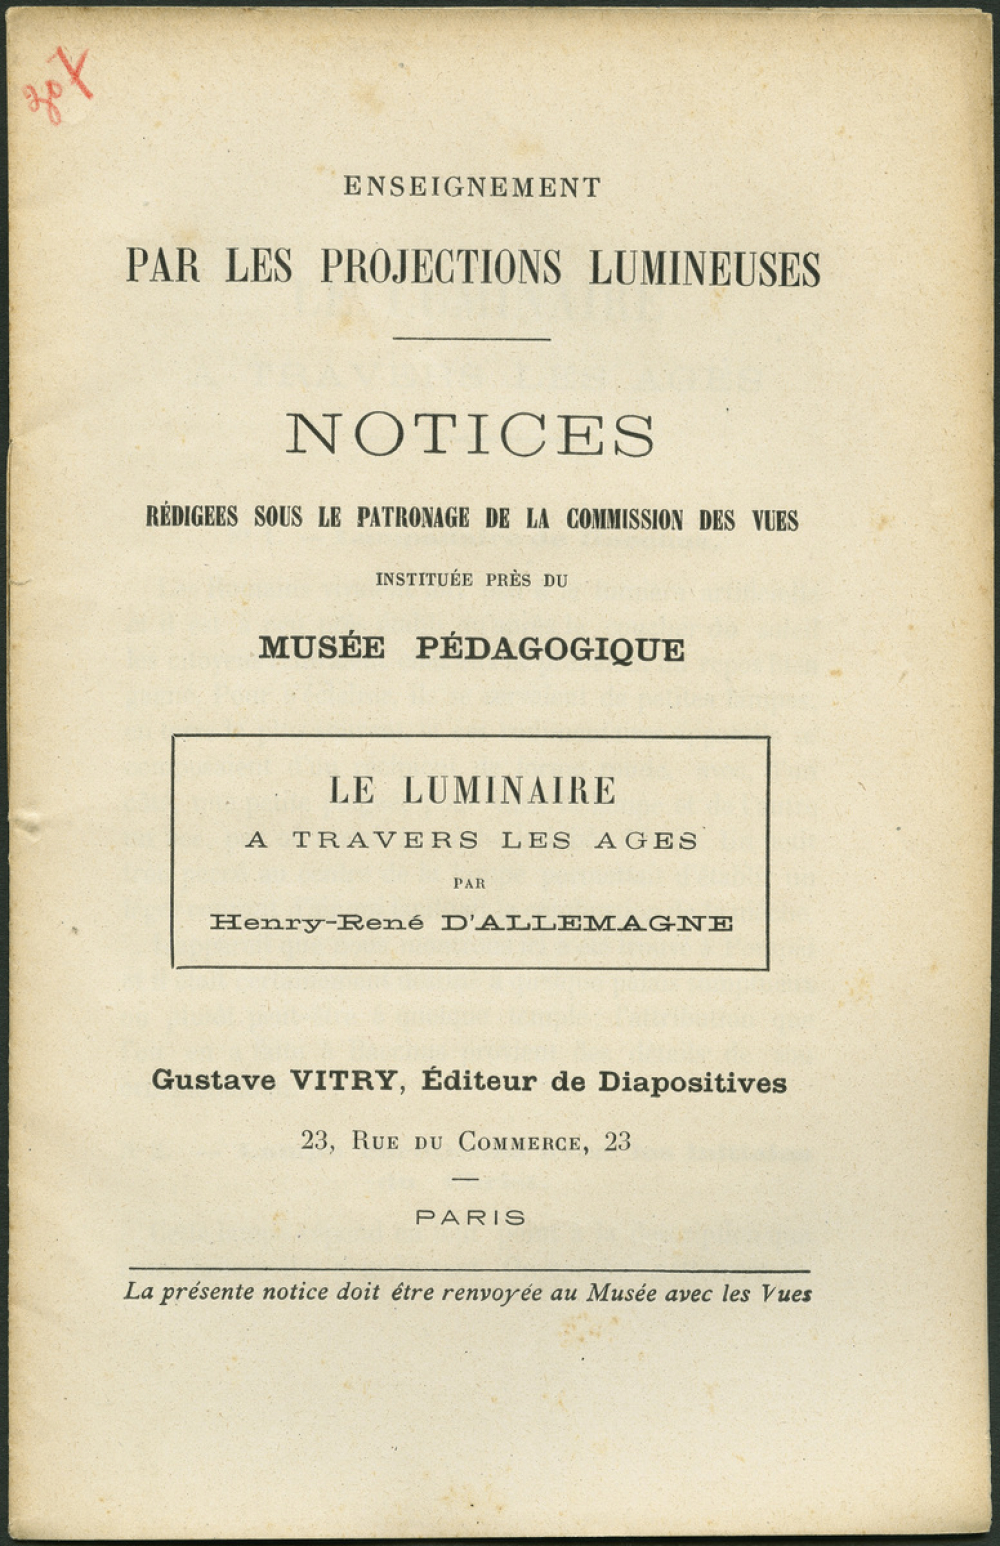 ENSEIGNEMENT
PAR LES PROJECTIONS LUMINEUSES
NOTICES
RÉDIGEES SOUS LE PATRONAGE DE LA COMMISSION DES VUES
INSTITUÉE PRÈS DU
MUSÉE PÉDAGOGIQUE
LE LUMINAIRE
A TRAVERS LES AGES
PAR
Henry-René D'ALLEMAGNE
Gustave VITRY, Éditeur de Diapositives
23, RUE DU COMMERCE, 23
PARIS
La présente notice doit être renvoyée au Musée avec les Vues